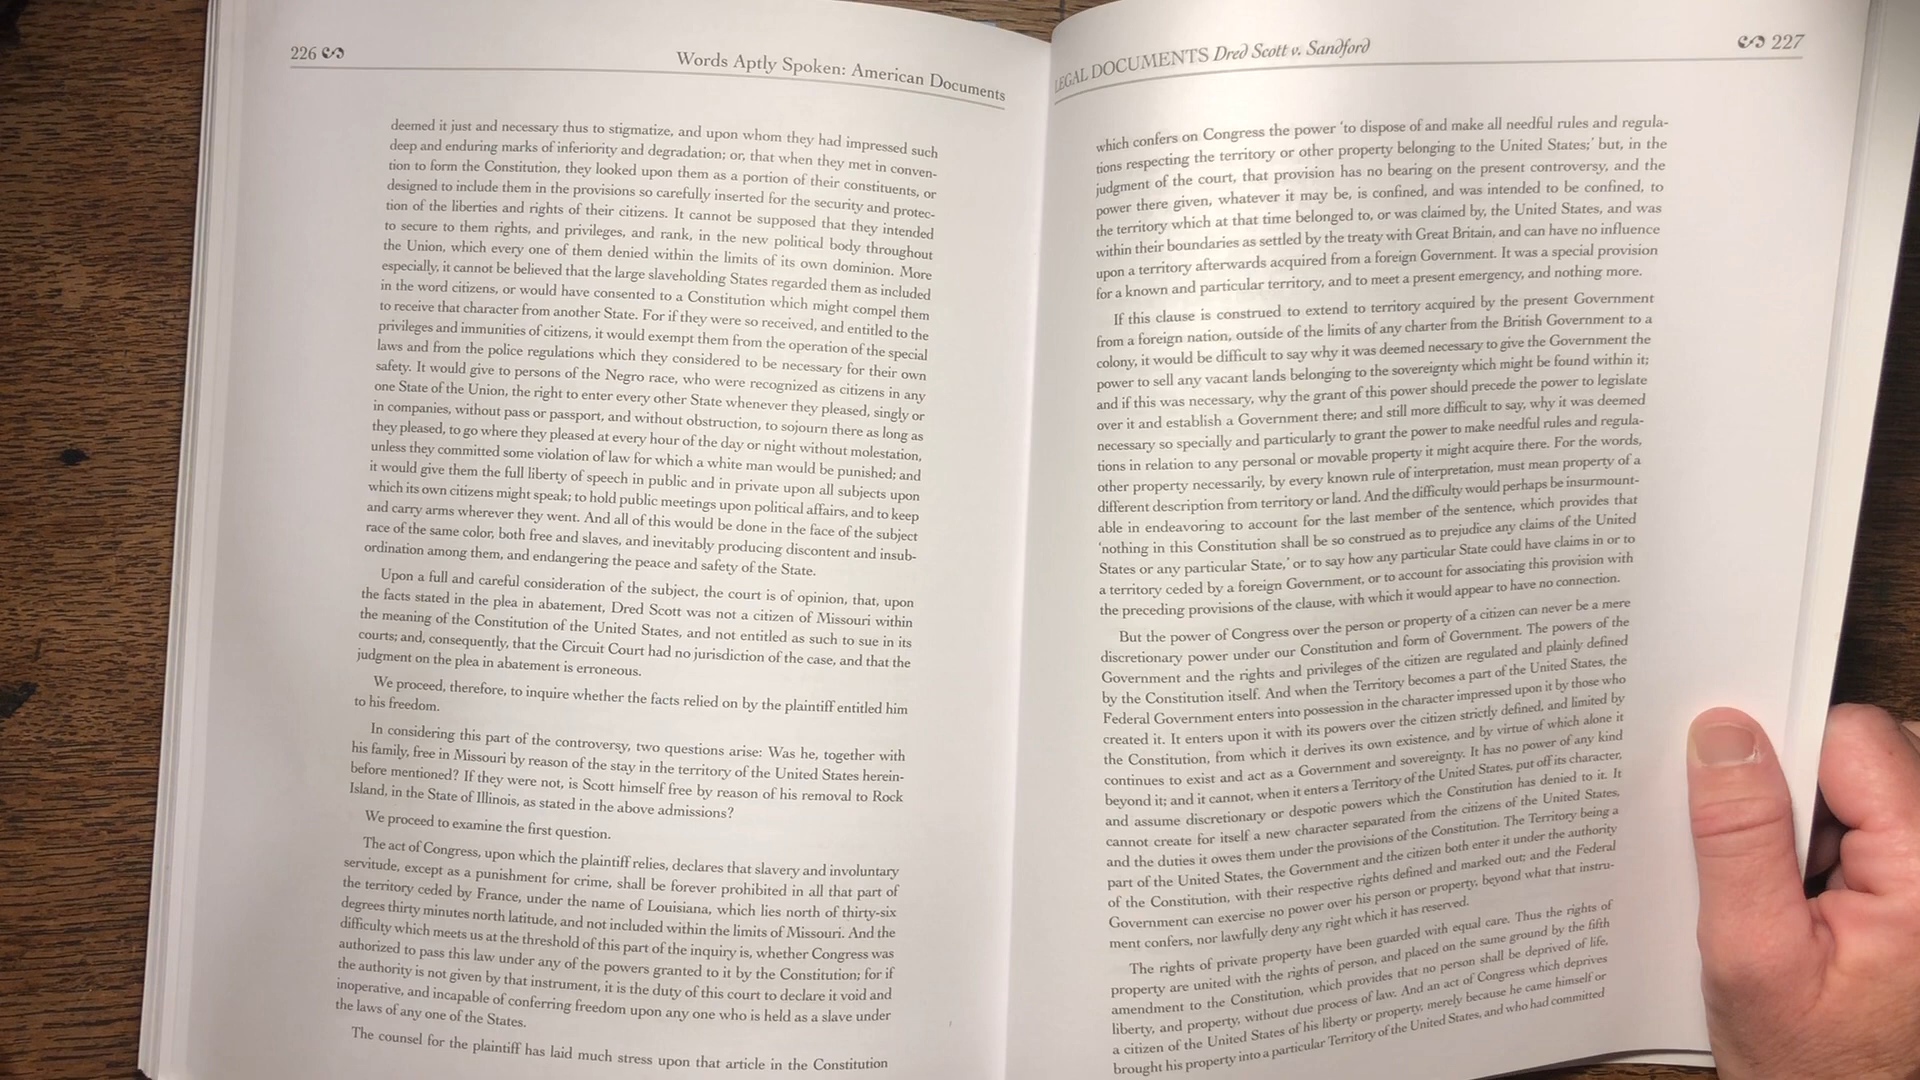 226
Words Aptly Spoken: American Documents
deemed it just and necessary thus to stigmatize, and upon whom they had impressed such
deep and enduring marks of inferiority and degradation; or, that when they met in conven-
tion to form the Constitution, they looked upon them as a portion of their constituents, or
designed to include them in the provisions so carefully inserted for the security and protec-
tion of the liberties and rights of their citizens. It cannot be supposed that they intended
to secure to them rights, and privileges, and rank, in the new political body throughout
the Union, which every one of them denied within the limits of its own dominion. More
especially, it cannot be believed that the large slaveholding States regarded them as included
in the word citizens, or would have consented to a Constitution which might compel them
to receive that character from another State. For if they were so received, and entitled to the
privileges and immunities of citizens, it would exempt them from the operation of the special
laws and from the police regulations which they considered to be necessary for their own
safety. It would give to persons of the Negro race, who were recognized as citizens in any
one State of the Union, the right to enter every other State whenever they pleased, singly or
in companies, without pass or passport, and without obstruction, to sojourn there as long as
they pleased, to go where they pleased at every hour of the day or night without molestation,
unless they committed some violation of law for which a white man would be punished; and
it would give them the full liberty of speech in public and in private upon all subjects upon
which its own citizens might speak; to hold public meetings upon political affairs, and to keep
and carry arms wherever they went. And all of this would be done in the face of the subject
race of the same color, both free and slaves, and inevitably producing discontent and insub-
ordination among them, and endangering the peace and safety of the State.
Upon a full and careful consideration of the subject, the court is of opinion, that, upon
the facts stated in the plea in abatement, Dred Scott was not a citizen of Missouri within
the meaning of the Constitution of the United States, and not entitled as such to sue in its
courts; and, consequently, that the Circuit Court had no jurisdiction of the case, and that the
judgment on the plea in abatement is erroneous.
We proceed, therefore, to inquire whether the facts relied on by the plaintiff entitled him
to his freedom.
In considering this part of the controversy, two questions arise: Was he, together with
his family, free in Missouri by reason of the stay in the territory of the United States herein-
before mentioned? If they were not, is Scott himself free by reason of his removal to Rock
Island, in the State of Illinois, as stated in the above admissions?
We proceed to examine the first question.
The act of Congress, upon which the plaintiff relies, declares that slavery and involuntary
servitude, except as a punishment for crime, shall be forever prohibited in all that part of
the territory ceded by France, under the name of Louisiana, which lies north of thirty-six
degrees thirty minutes north latitude, and not included within the limits of Missouri. And the
difficulty which meets us at the threshold of this part of the inquiry is, whether Congress was
authorized to pass this law under any of the powers granted to it by the Constitution; for if
the authority is not given by that instrument, it is the duty of this court to declare it void and
inoperative, and incapable of conferring freedom upon any one who is held as a slave under
the laws of any one of the States.
The counsel for the plaintiff has laid much stress upon that article in the Constitution
LEGAL DOCUMENTS Dred Scott v. Sandford
227
which confers on Congress the power 'to dispose of and make all needful rules and regula-
tions respecting the territory or other property belonging to the United States;' but, in the
judgment of the court, that provision has no bearing on the present controversy, and the
power there given, whatever it may be, is confined, and was intended to be confined, to
the territory which at that time belonged to, or was claimed by, the United States, and was
within their boundaries as settled by the treaty with Great Britain, and can have no influence
upon a territory afterwards acquired from a foreign Government. It was a special provision
for a known and particular territory, and to meet a present emergency, and nothing more.
If this clause is construed to extend to territory acquired by the present Government
from a foreign nation, outside of the limits of any charter from the British Government to a
colony, it would be difficult to say why it was deemed necessary to give the Government the
power to sell any vacant lands belonging to the sovereignty which might be found within it;
and if this was necessary, why the grant of this power should precede the power to legislate
over it and establish a Government there; and still more difficult to say, why it was deemed
necessary so specially and particularly to grant the power to make needful rules and regula-
tions in relation to any personal or movable property it might acquire there. For the words,
other property necessarily, by every known rule of interpretation, must mean property of a
different description from territory or land. And the difficulty would perhaps be insurmount-
able in endeavoring to account for the last member of the sentence, which provides that
'nothing in this Constitution shall be so construed as to prejudice any claims of the United
States or any particular State,' or to say how any particular State could have claims in or to
a territory ceded by a foreign Government, or to account for associating this provision with
the preceding provisions of the clause, with which it would appear to have no connection.
But the power of Congress over the person or property of a citizen can never be a mere
discretionary power under our Constitution and form of Government. The powers of the
Government and the rights and privileges of the citizen are regulated and plainly defined
by the Constitution itself. And when the Territory becomes a part of the United States, the
Federal Government enters into possession in the character impressed upon it by those who
created it. It enters upon it with its powers over the citizen strictly defined, and limited by
the Constitution, from which it derives its own existence, and by virtue of which alone it
continues to exist and act as a Government and sovereignty. It has no power of any kind
beyond it; and it cannot, when it enters a Territory of the United States, put off its character,
and assume discretionary or despotic powers which the Constitution has denied to it. It
cannot create for itself a new character separated from the citizens of the United States,
and the duties it owes them under the provisions of the Constitution. The Territory being a
part of the United States, the Government and the citizen both enter it under the authority
of the Constitution, with their respective rights defined and marked out; and the Federal
Government can exercise no power over his person or property, beyond what that instru-
ment confers, nor lawfully deny any right which it has reserved.
The rights of private property have been guarded with equal care. Thus the rights of
property are united with the rights of person, and placed on the same ground by the fifth
amendment to the Constitution, which provides that no person shall be deprived of life,
liberty, and property, without due process of law. And an act of Congress which deprives
a citizen of the United States of his liberty or property, merely because he came himself or
brought his property into a particular Territory of the United States, and who had committed